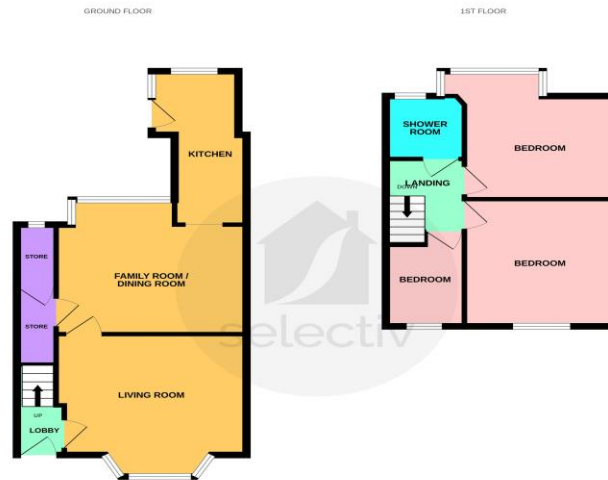 GROUND FLOOR
1ST FLOOR
KITCHEN
STORE
FAMILY ROOM /
DINING ROOM
STORE
LIVING ROOM
UP
LOBBY
SHOWER
ROOM
BEDROOM
LANDING
DOWN
BEDROOM
BEDROOM
selectiv